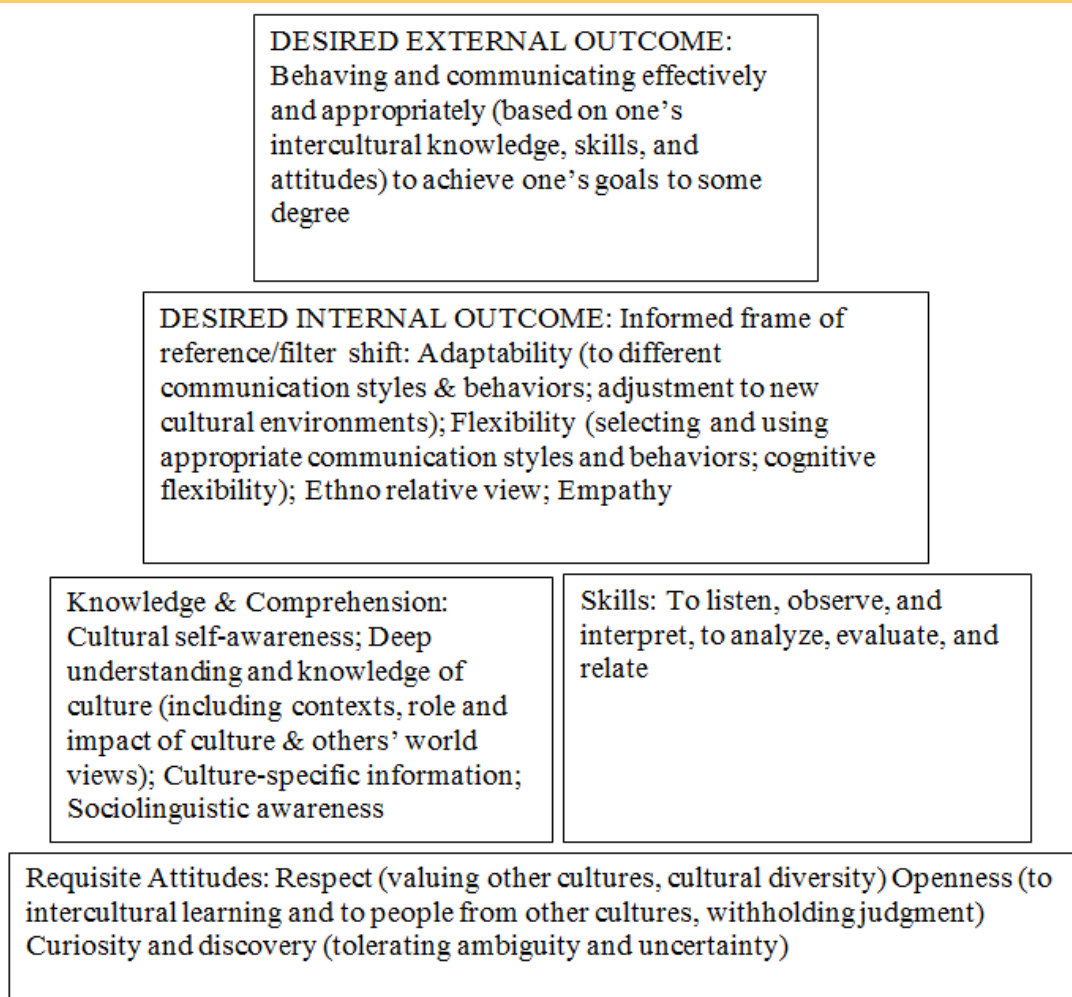 DESIRED EXTERNAL OUTCOME:
Behaving and communicating effectively
and appropriately (based on one’s
intercultural knowledge, skills, and
attitudes) to achieve one’s goals to some
degree
DESIRED INTERNAL OUTCOME: Informed frame of
reference/filter shift: Adaptability (to different
communication styles & behaviors; adjustment to new
cultural environments); Flexibility (selecting and using
appropriate communication styles and behaviors; cognitive
flexibility); Ethno relative view; Empathy
Knowledge & Comprehension:
Cultural self-awareness; Deep
understanding and knowledge of
culture (including contexts, role and
impact of culture & others’ world
views); Culture-specific information;
Sociolinguistic awareness
Skills: To listen, observe, and
interpret, to analyze, evaluate, and
relate
Requisite Attitudes: Respect (valuing other cultures, cultural diversity) Openness (to
intercultural learning and to people from other cultures, withholding judgment)
Curiosity and discovery (tolerating ambiguity and uncertainty)